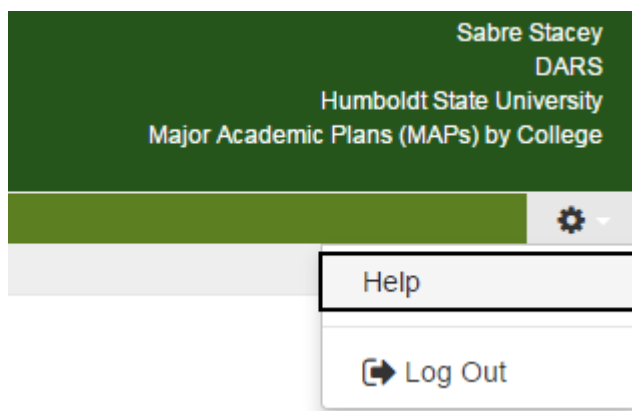 Sabre Stacey
DARS
Humboldt State University
Major Academic Plans (MAPs) by College
Help
Log Out